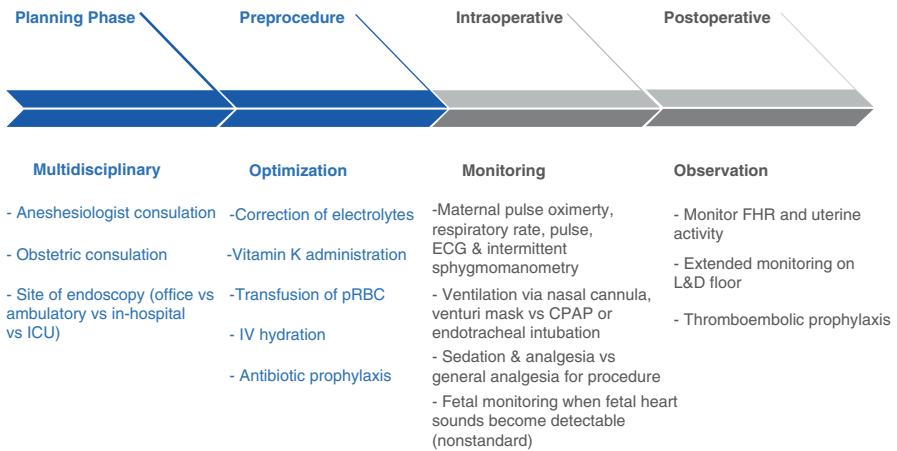 Planning Phase
Preprocedure
Intraoperative
Postoperative
Multidisciplinary
- Aneshesiologist consulation
- Obstetric consulation
- Site of endoscopy (office vs
ambulatory vs in-hospital
vs ICU)
Optimization
-Correction of electrolytes
-Vitamin K administration
-Transfusion of pRBC
- IV hydration
- Antibiotic prophylaxis
Monitoring
-Maternal pulse oximerty,
respiratory rate, pulse,
ECG & intermittent
sphygmomanometry
- Ventilation via nasal cannula,
venturi mask vs CPAP or
endotracheal intubation
- Sedation & analgesia vs
general analgesia for procedure
- Fetal monitoring when fetal heart
sounds become detectable
(nonstandard)
Observation
- Monitor FHR and uterine
activity
- Extended monitoring on
L&D floor
- Thromboembolic prophylaxis